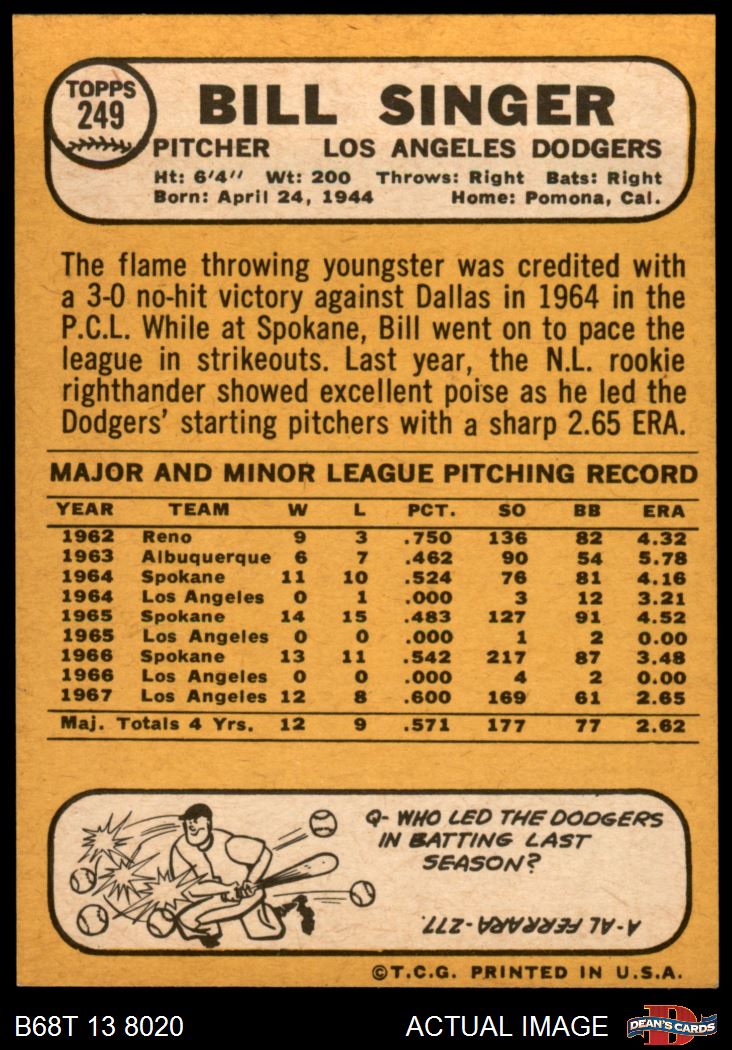 TOPPS
249
BILL SINGER
PITCHER LOS ANGELES DODGERS
Ht: 6'4" Wt: 200 Throws: Right Bats: Right
Born: April 24, 1944 Home: Pomona, Cal.
The flame throwing youngster was credited with
a 3-0 no-hit victory against Dallas in 1964 in the
P.C.L. While at Spokane, Bill went on to pace the
league in strikeouts. Last year, the N.L. rookie
righthander showed excellent poise as he led the
Dodgers' starting pitchers with a sharp 2.65 ERA.
MAJOR AND MINOR LEAGUE PITCHING RECORD
YEAR TEAM W L PCT. SO BB ERA
1962 Reno 9 3 .750 136 82 4.32
1963 Albuquerque 6 7 .462 90 54 5.78
1964 Spokane 11 10 .524 76 81 4.16
1964 Los Angeles 0 1 .000 3 12 3.21
1965 Spokane 14 15 .483 127 91 4.52
1965 Los Angeles 0 0 .000 1 2 0.00
1966 Spokane 13 11 .542 217 87 3.48
1966 Los Angeles 0 0 .000 4 2 0.00
1967 Los Angeles 12 8 .600 169 61 2.65
Maj. Totals 4 Yrs. 12 9 .571 177 77 2.62
Q- WHO LED THE DODGERS
IN BATTING LAST
SEASON?
A-AL FERRARA-.277.
©T.C.G. PRINTED IN U.S.A.
B68T 13 8020 ACTUAL IMAGE
D
DEAN'S CARDS